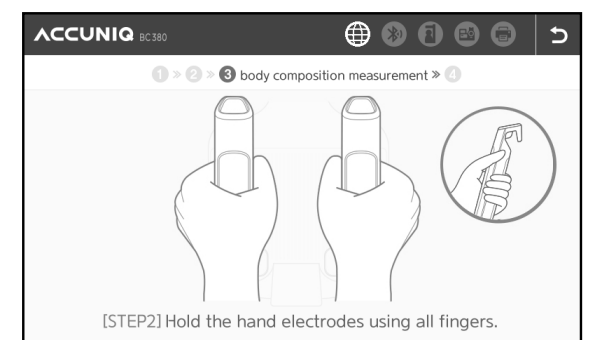 ACCUNIQ BC380
1 » 2 » 3 body composition measurement » 4
[STEP2] Hold the hand electrodes using all fingers.